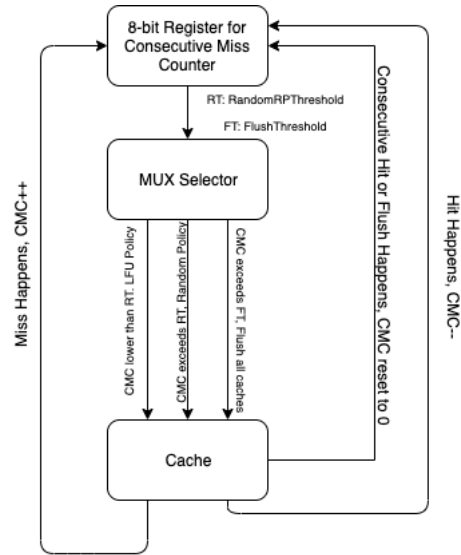 8-bit Register for
Consecutive Miss
Counter
RT: RandomRPThreshold
FT: FlushThreshold
MUX Selector
Miss Happens, CMC++
CMC lower than RT. LFU Policy
CMC exceeds RT, Random Policy
CMC exceeds FT, Flush all
caches
Consecutive Hit or Flush Happens, CMC reset to 0
Hit Happens, CMC--
Cache